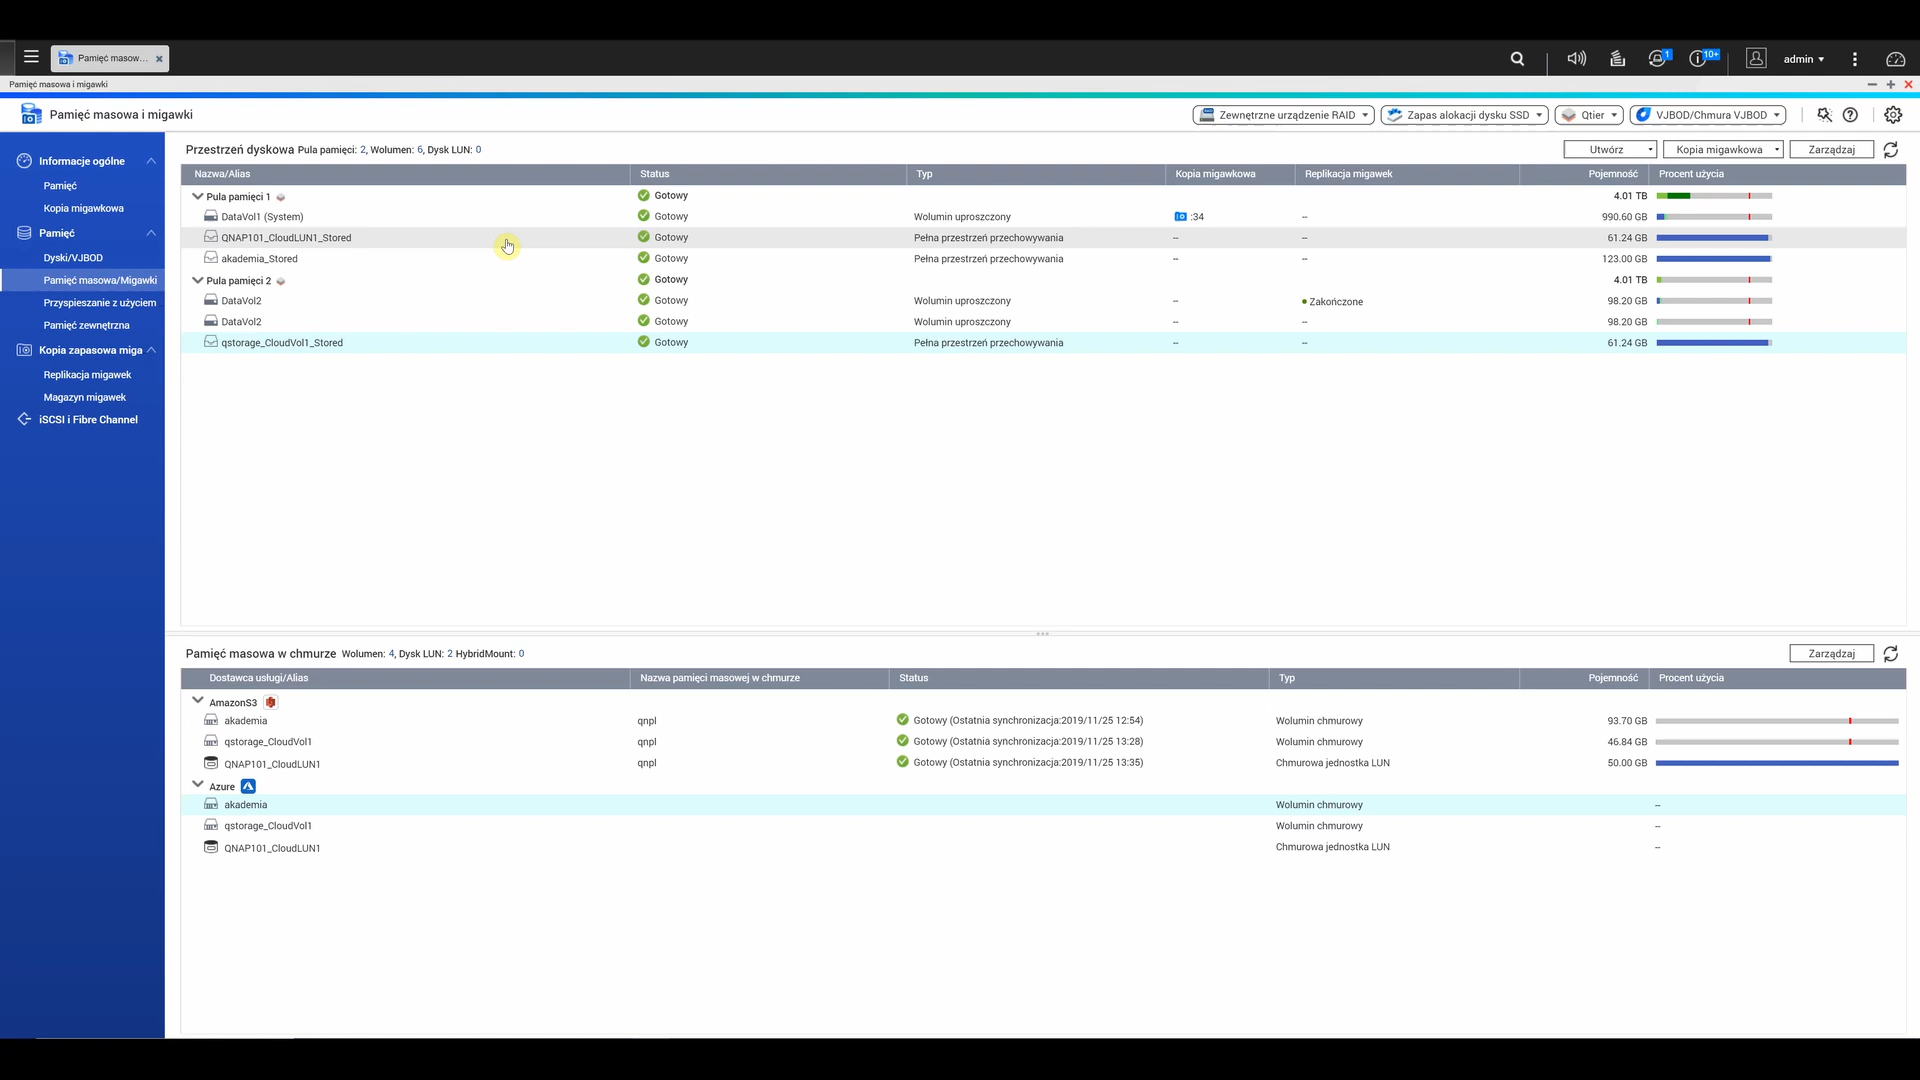 Pamięć masow...
1
10+
admin
Pamięć masowa i migawki
Pamięć masowa i migawki
Zewnętrzne urządzenie RAID
Zapas alokacji dysku SSD
Qtier
VJBOD/Chmura VJBOD
Informacje ogólne
Pamięć
Kopia migawkowa
Pamięć
Dyski/VJBOD
Pamięć masowa/Migawki
Przyspieszanie z użyciem
Pamięć zewnętrzna
Kopia zapasowa miga
Replikacja migawek
Magazyn migawek
iSCSI i Fibre Channel
Przestrzeń dyskowa Pula pamięci: 2, Wolumen: 6, Dysk LUN: 0
Utwórz
Kopia migawkowa
Zarządzaj
Nazwa/Alias Status Typ Kopia migawkowa Replikacja migawek Pojemność Procent użycia
Pula pamięci 1 Gotowy 4.01 TB
DataVol1 (System) Gotowy Wolumin uproszczony :34 -- 990.60 GB
QNAP101_CloudLUN1_Stored Gotowy Pełna przestrzeń przechowywania -- -- 61.24 GB
akademia_Stored Gotowy Pełna przestrzeń przechowywania -- -- 123.00 GB
Pula pamięci 2 Gotowy 4.01 TB
DataVol2 Gotowy Wolumin uproszczony -- Zakończone 98.20 GB
DataVol2 Gotowy Wolumin uproszczony -- -- 98.20 GB
qstorage_CloudVol1_Stored Gotowy Pełna przestrzeń przechowywania -- -- 61.24 GB
Pamięć masowa w chmurze Wolumen: 4, Dysk LUN: 2 HybridMount: 0
Zarządzaj
Dostawca usługi/Alias Nazwa pamięci masowej w chmurze Status Typ Pojemność Procent użycia
AmazonS3
akademia qnpl Gotowy (Ostatnia synchronizacja:2019/11/25 12:54) Wolumin chmurowy 93.70 GB
qstorage_CloudVol1 qnpl Gotowy (Ostatnia synchronizacja:2019/11/25 13:28) Wolumin chmurowy 46.84 GB
QNAP101_CloudLUN1 qnpl Gotowy (Ostatnia synchronizacja:2019/11/25 13:35) Chmurowa jednostka LUN 50.00 GB
Azure
akademia Wolumin chmurowy --
qstorage_CloudVol1 Wolumin chmurowy --
QNAP101_CloudLUN1 Chmurowa jednostka LUN --